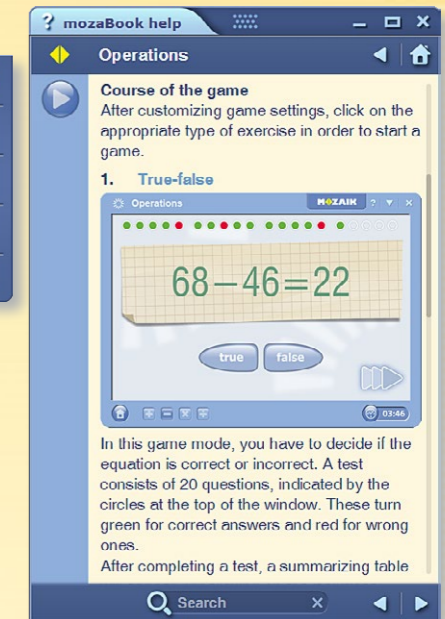 ? mozaBook help
Operations
Course of the game
After customizing game settings, click on the
appropriate type of exercise in order to start a
game.
1. True-false
Operations
MOZAIK ?
68−46=22
true false
03:46
In this game mode, you have to decide if the
equation is correct or incorrect. A test
consists of 20 questions, indicated by the
circles at the top of the window. These turn
green for correct answers and red for wrong
ones.
After completing a test, a summarizing table
Search